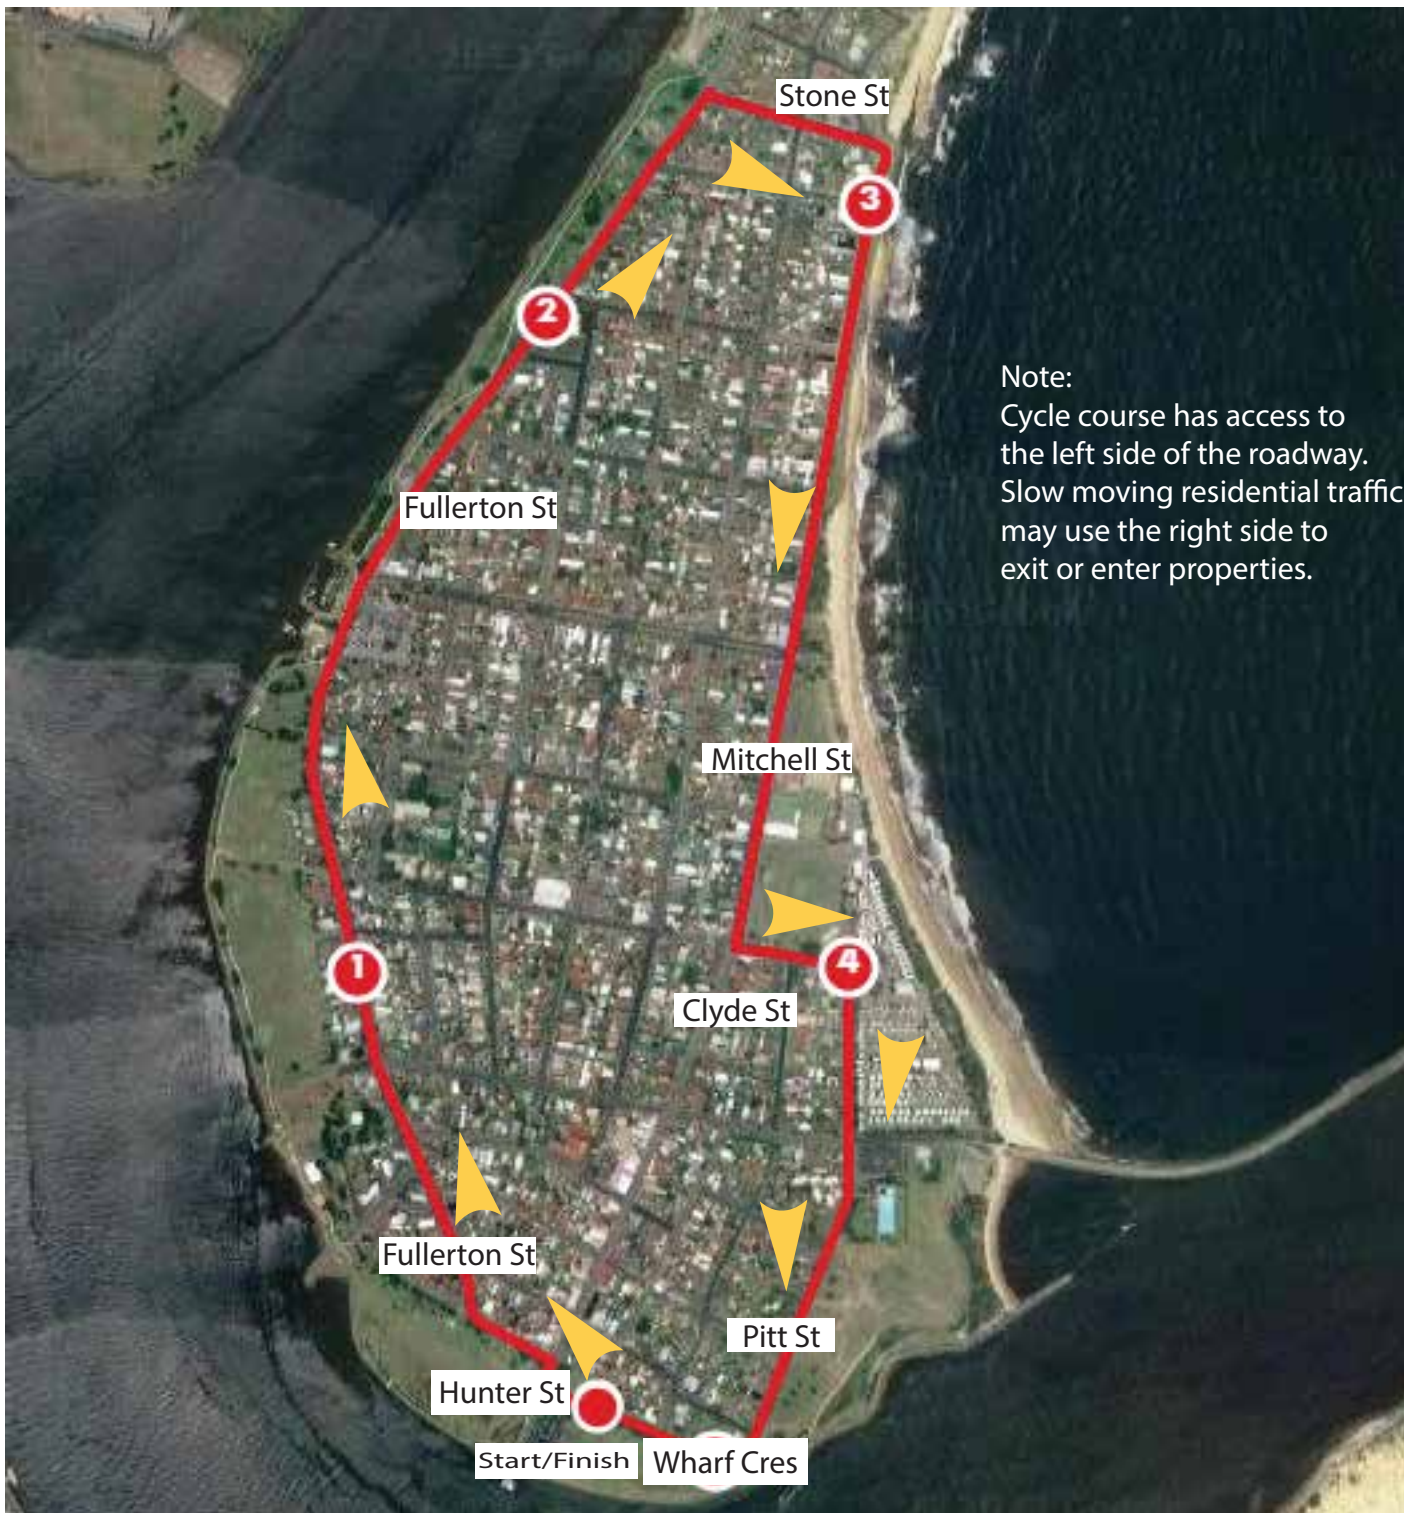 Stone St
3
2
Note:
Cycle course has access to
the left side of the roadway.
Slow moving residential traffic
may use the right side to
exit or enter properties.
Fullerton St
Mitchell St
1
4
Clyde St
Fullerton St
Pitt St
Hunter St
Start/Finish
Wharf Cres